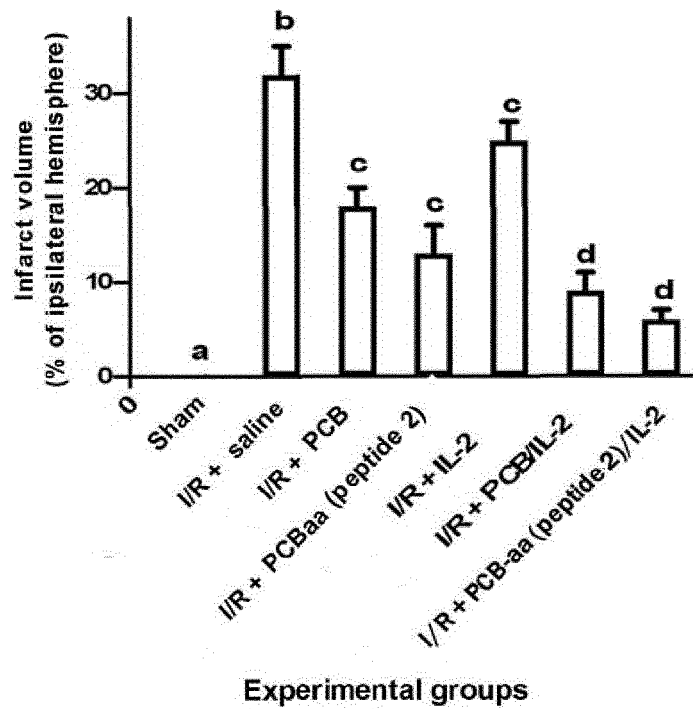 Infarct volume
(% of ipsilateral hemisphere)
30
20
10
0
a
b
c
c
c
d
d
0
Sham
I/R + saline
I/R + PCB
I/R + PCBaa (peptide 2)
I/R + IL-2
I/R + PCB/IL-2
I/R + PCB-aa (peptide 2)/IL-2
Experimental groups